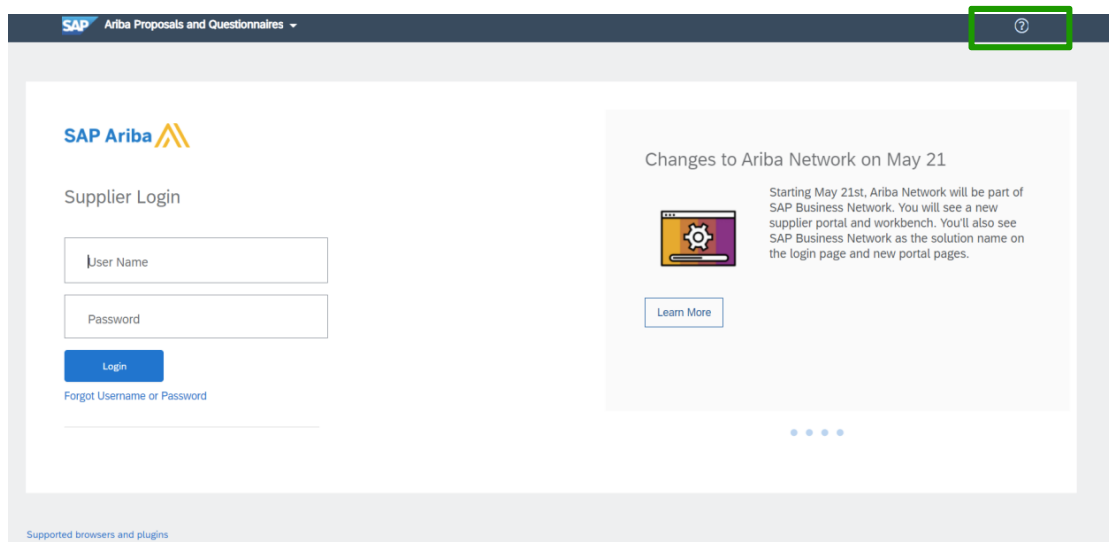 SAP Ariba Proposals and Questionnaires
?
SAP Ariba
Supplier Login
User Name
Password
Login
Forgot Username or Password
Changes to Ariba Network on May 21
Starting May 21st, Ariba Network will be part of
SAP Business Network. You will see a new
supplier portal and workbench. You'll also see
SAP Business Network as the solution name on
the login page and new portal pages.
Learn More
Supported browsers and plugins